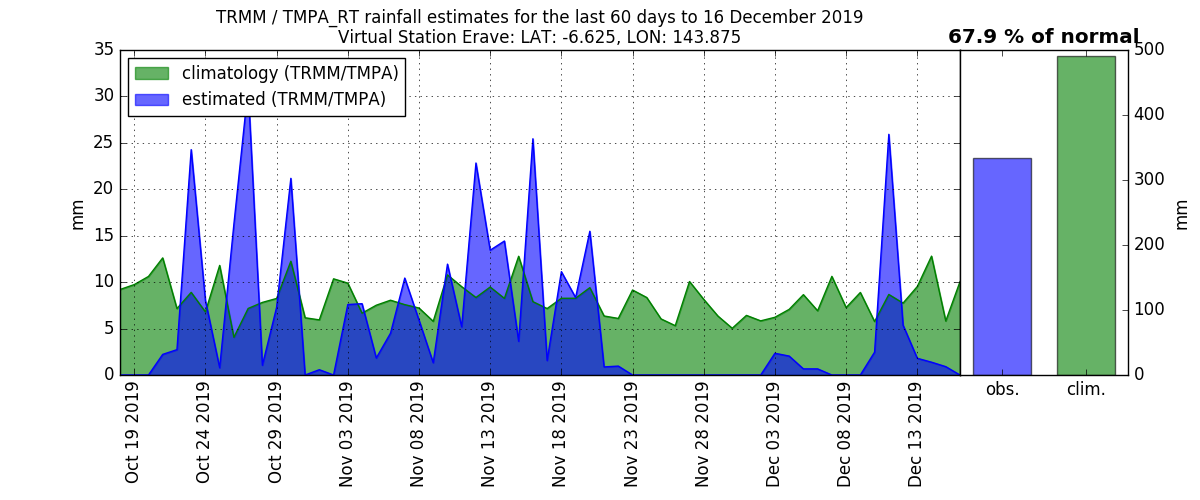 TRMM / TMPA_RT rainfall estimates for the last 60 days to 16 December 2019
Virtual Station Erave: LAT: -6.625, LON: 143.875
67.9 % of normal
climatology (TRMM/TMPA)
estimated (TRMM/TMPA)
35
30
25
20
15
10
5
0
mm
Oct 19 2019
Oct 24 2019
Oct 29 2019
Nov 03 2019
Nov 08 2019
Nov 13 2019
Nov 18 2019
Nov 23 2019
Nov 28 2019
Dec 03 2019
Dec 08 2019
Dec 13 2019
500
400
300
200
100
0
mm
obs.
clim.